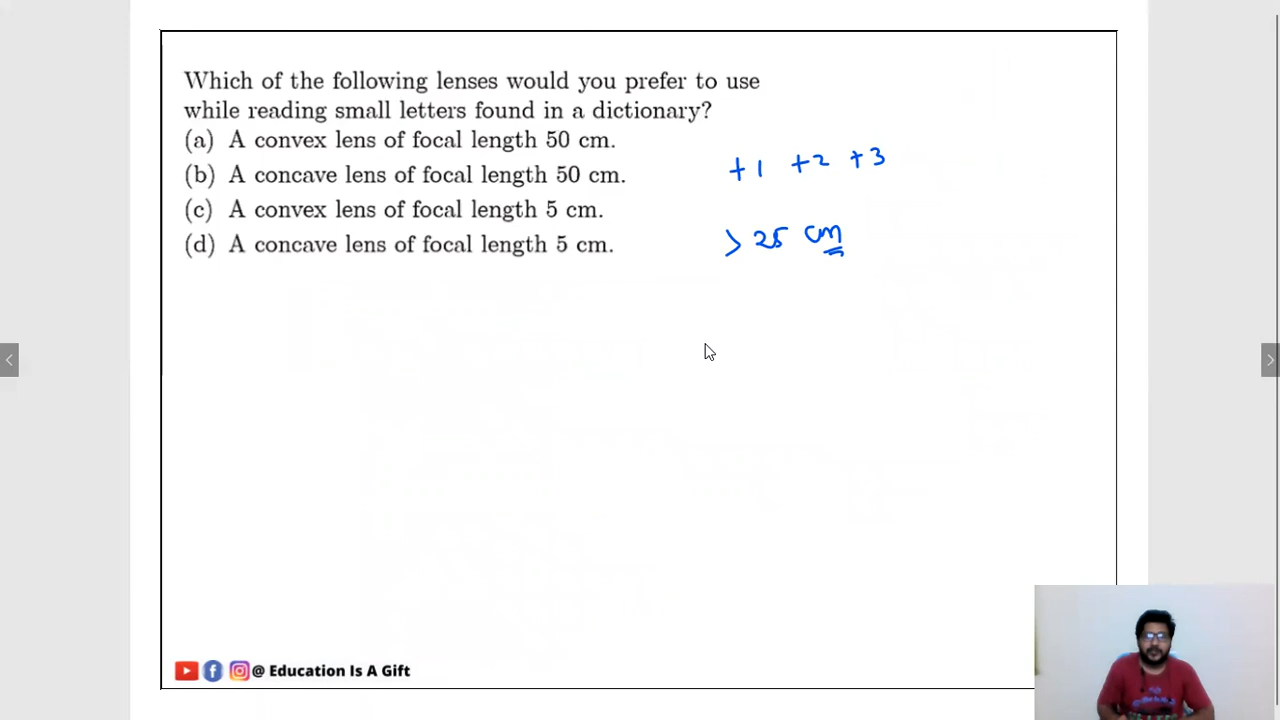 Which of the following lenses would you prefer to use
while reading small letters found in a dictionary?
(a) A convex lens of focal length 50 cm.
(b) A concave lens of focal length 50 cm.
(c) A convex lens of focal length 5 cm.
(d) A concave lens of focal length 5 cm.
+1 +2 +3
> 25 cm
@ Education Is A Gift